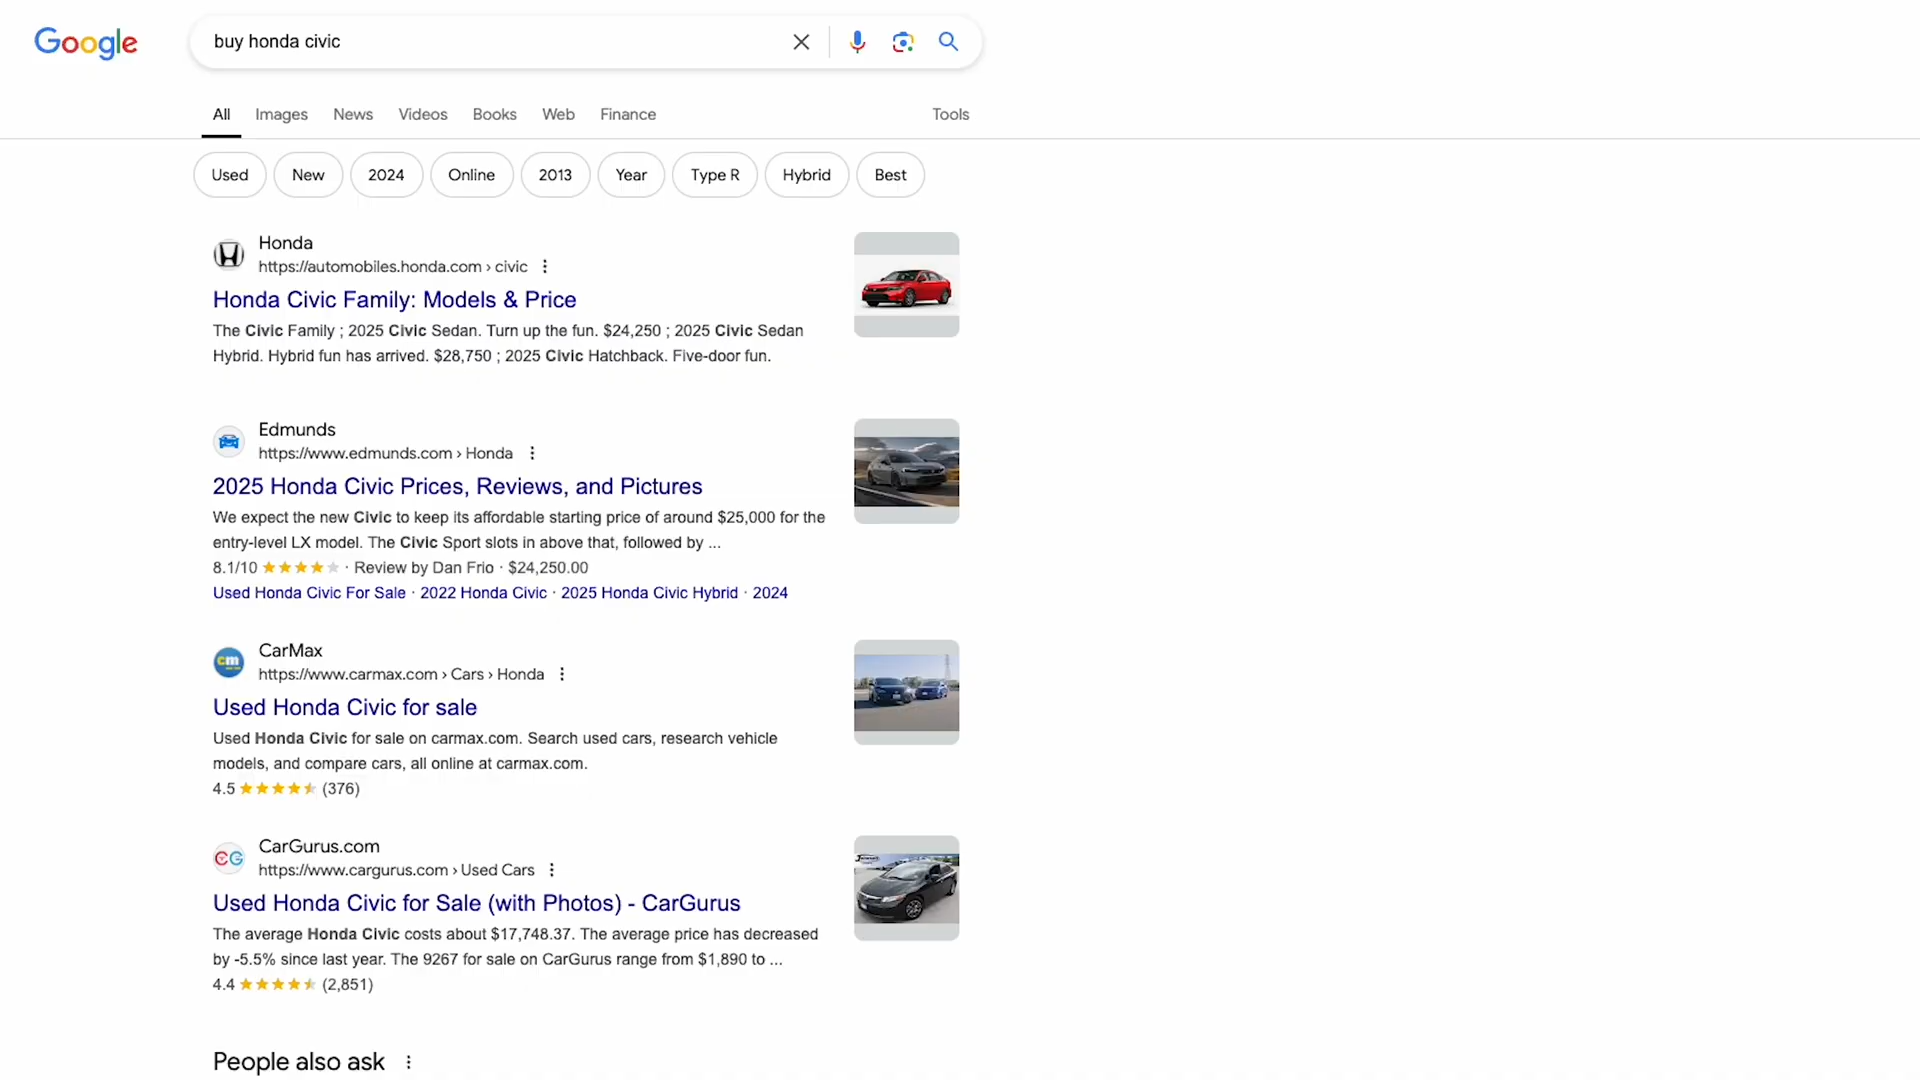 Google
buy honda civic
All Images News Videos Books Web Finance Tools
Used New 2024 Online 2013 Year Type R Hybrid Best
Honda
https://automobiles.honda.com › civic
Honda Civic Family: Models & Price
The Civic Family ; 2025 Civic Sedan. Turn up the fun. $24,250 ; 2025 Civic Sedan
Hybrid. Hybrid fun has arrived. $28,750 ; 2025 Civic Hatchback. Five-door fun.
Edmunds
https://www.edmunds.com › Honda
2025 Honda Civic Prices, Reviews, and Pictures
We expect the new Civic to keep its affordable starting price of around $25,000 for the
entry-level LX model. The Civic Sport slots in above that, followed by ...
8.1/10 · Review by Dan Frio · $24,250.00
Used Honda Civic For Sale · 2022 Honda Civic · 2025 Honda Civic Hybrid · 2024
cm
CarMax
https://www.carmax.com › Cars › Honda
Used Honda Civic for sale
Used Honda Civic for sale on carmax.com. Search used cars, research vehicle
models, and compare cars, all online at carmax.com.
4.5 (376)
CG
CarGurus.com
https://www.cargurus.com › Used Cars
Used Honda Civic for Sale (with Photos) - CarGurus
The average Honda Civic costs about $17,748.37. The average price has decreased
by -5.5% since last year. The 9267 for sale on CarGurus range from $1,890 to ...
4.4 (2,851)
People also ask